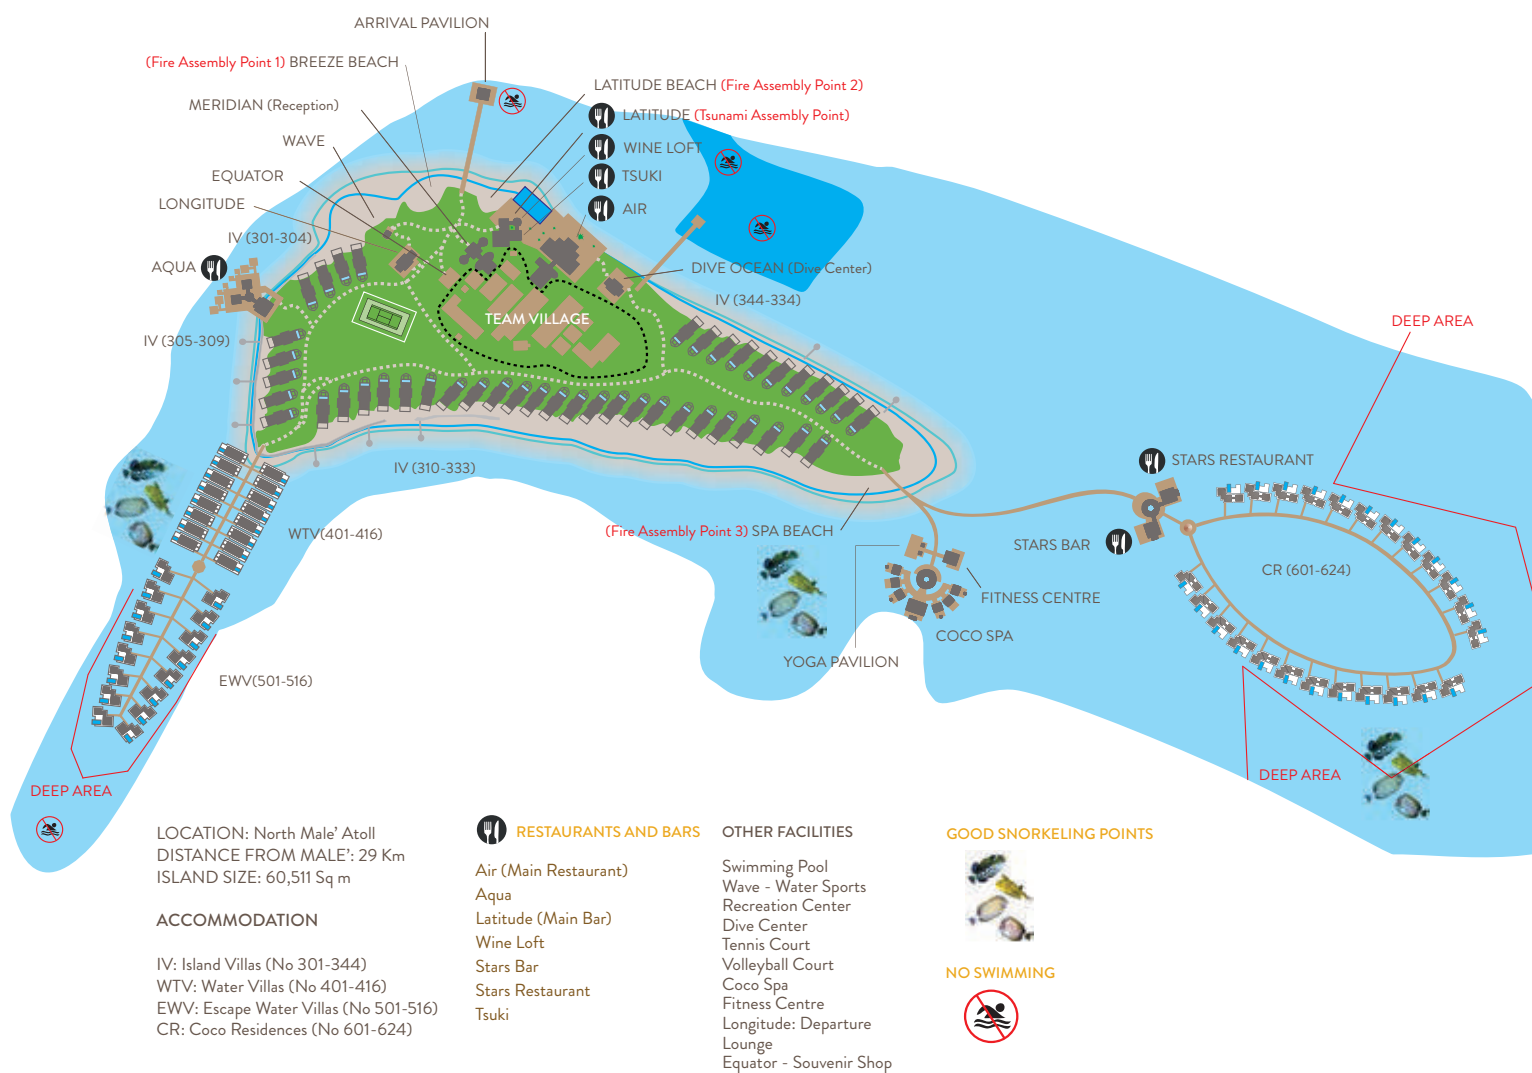 ARRIVAL PAVILION
(Fire Assembly Point 1) BREEZE BEACH
LATITUDE BEACH (Fire Assembly Point 2)
MERIDIAN (Reception)
LATITUDE (Tsunami Assembly Point)
WAVE
WINE LOFT
EQUATOR
TSUKI
LONGITUDE
AIR
IV (301-304)
AQUA
DIVE OCEAN (Dive Center)
IV (344-334)
TEAM VILLAGE
DEEP AREA
IV (305-309)
STARS RESTAURANT
IV (310-333)
WTV(401-416)
(Fire Assembly Point 3) SPA BEACH
STARS BAR
CR (601-624)
FITNESS CENTRE
COCO SPA
YOGA PAVILION
EWV(501-516)
DEEP AREA
DEEP AREA
LOCATION: North Male’ Atoll
DISTANCE FROM MALE’: 29 Km
ISLAND SIZE: 60,511 Sq m
ACCOMMODATION
IV: Island Villas (No 301-344)
WTV: Water Villas (No 401-416)
EWV: Escape Water Villas (No 501-516)
CR: Coco Residences (No 601-624)
RESTAURANTS AND BARS
Air (Main Restaurant)
Aqua
Latitude (Main Bar)
Wine Loft
Stars Bar
Stars Restaurant
Tsuki
OTHER FACILITIES
Swimming Pool
Wave - Water Sports
Recreation Center
Dive Center
Tennis Court
Volleyball Court
Coco Spa
Fitness Centre
Longitude: Departure
Lounge
Equator - Souvenir Shop
GOOD SNORKELING POINTS
NO SWIMMING